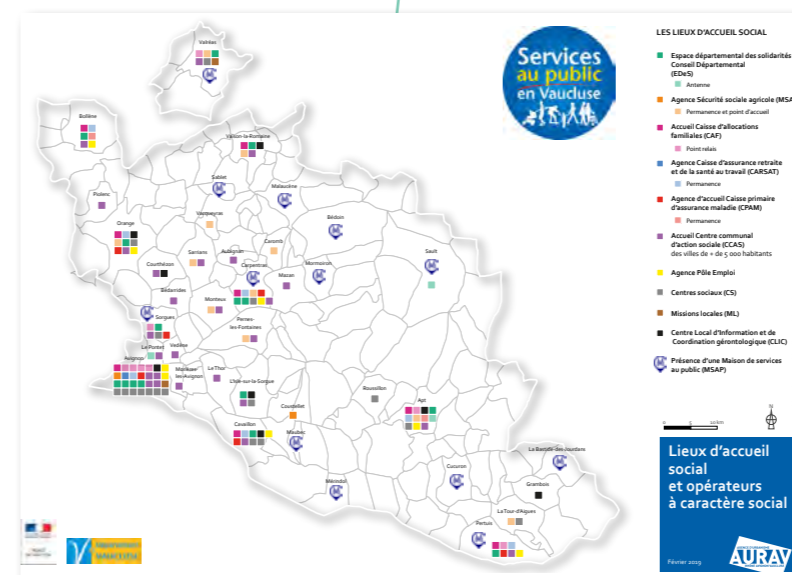 Services
au public
en Vaucluse
LES LIEUX D'ACCUEIL SOCIAL
Espace départemental des solidarités
Conseil Départemental
(EDeS)
Antenne
Agence Sécurité sociale agricole (MSA
Permanence et point d'accueil
Accueil Caisse d'allocations
familiales (CAF)
Point relais
Agence Caisse d'assurance retraite
et de la santé au travail (CARSAT)
Permanence
Agence d'accueil Caisse primaire
d'assurance maladie (CPAM)
Permanence
Accueil Centre communal
d'action sociale (CCAS)
des villes de + de 5 000 habitants
Agence Pôle Emploi
Centres sociaux (CS)
Missions locales (ML)
Centre Local d'Information et de
Coordination gérontologique (CLIC)
Présence d'une Maison de services
au public (MSAP)
Valréas
Bollène
Vaison-la-Romaine
Piolenc
Sablet
Malaucène
Vacqueyras
Bédoin
Orange
Caromb
Sault
Courthézon
Sarrians
Aubignan
Carpentras
Mormoiron
Mazan
Bédarrides
Monteux
Sorgues
Pernes-
les-Fontaines
Le Pontet
Vedène
Avignon
Morières-
les-Avignon
Le Thor
L'Isle-sur-la-Sorgue
Roussillon
Apt
Coustellet
Cavaillon
Maubec
La Bastide-des-Jourdans
Mérindol
Cucuron
Grambois
La Tour-d'Aigues
Pertuis
N
0 5 10 km
Lieux d'accueil
social
et opérateurs
à caractère social
Février 2019
AURAV
Département
VAUCLUSE